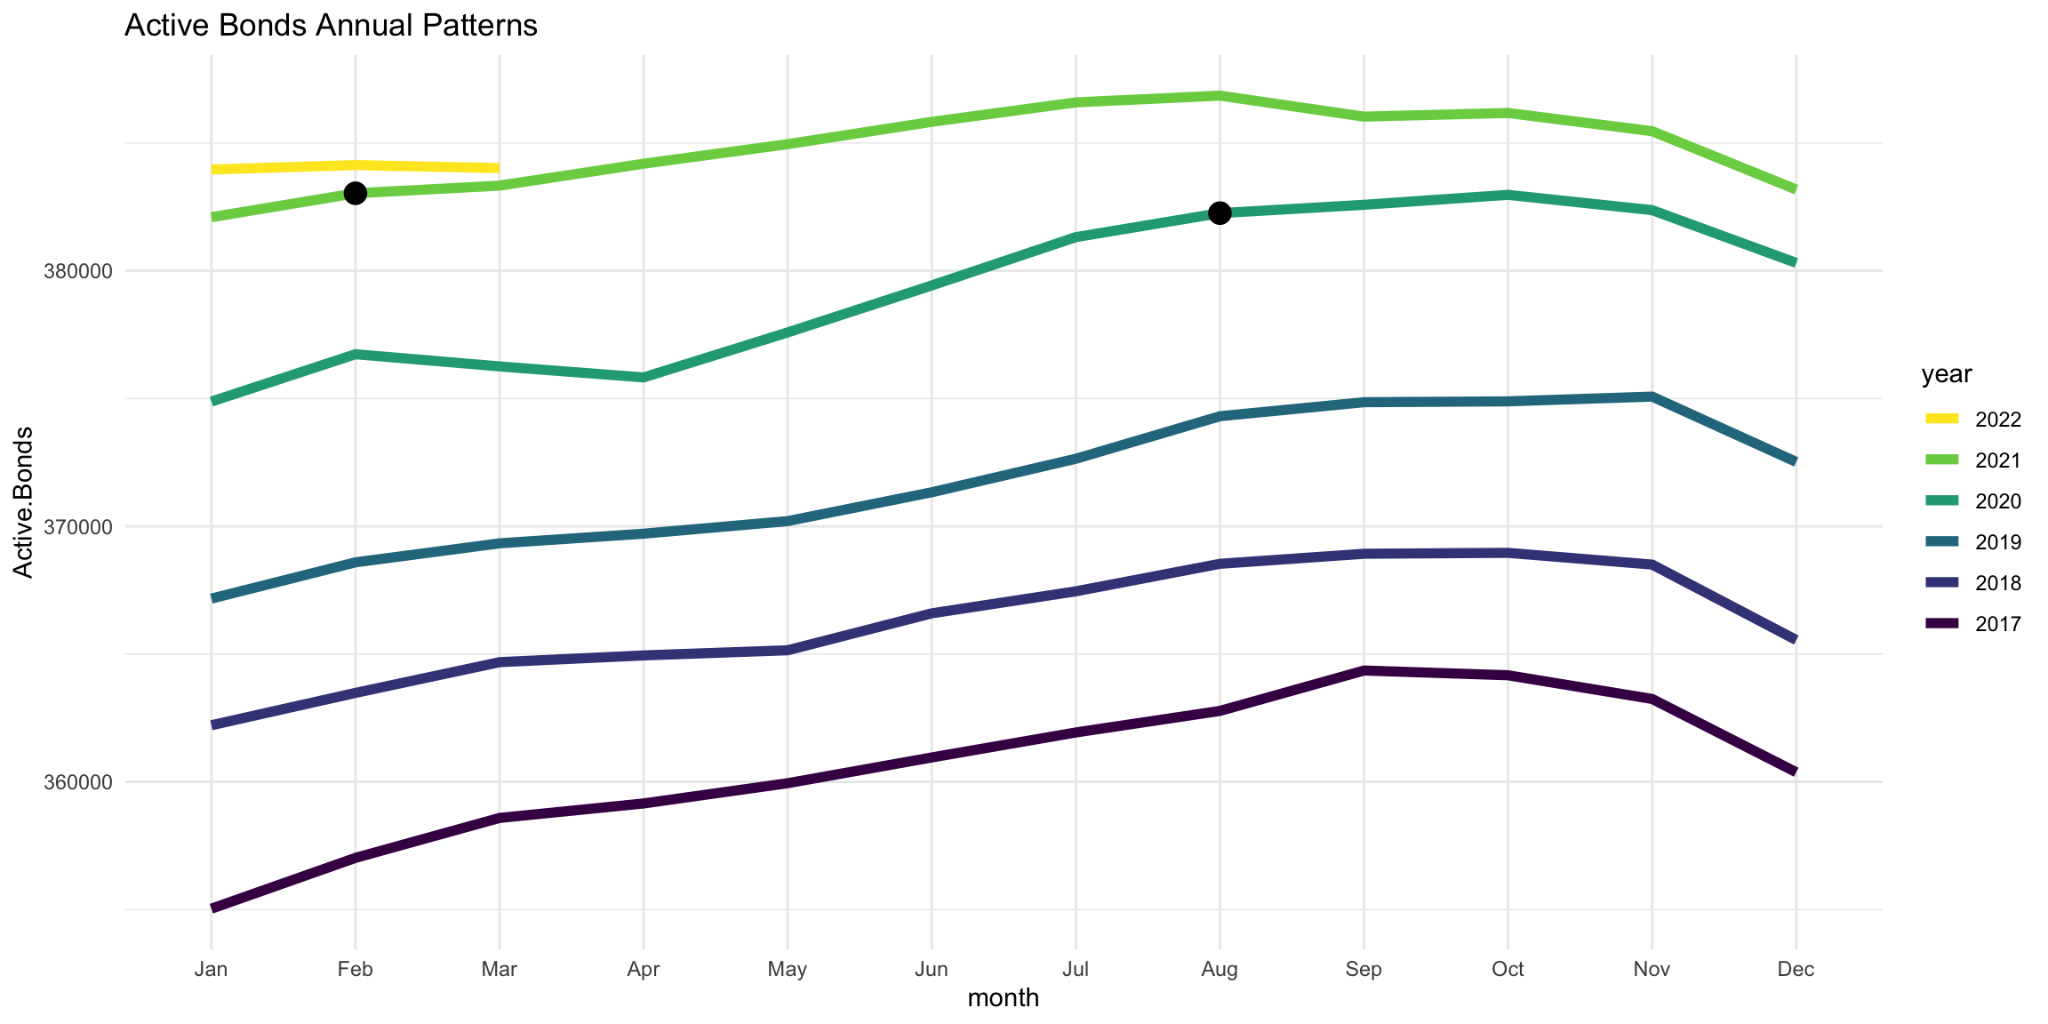 Active Bonds Annual Patterns
Active.Bonds
380000
370000
360000
Jan Feb Mar Apr May Jun Jul Aug Sep Oct Nov Dec
month
year
2022
2021
2020
2019
2018
2017